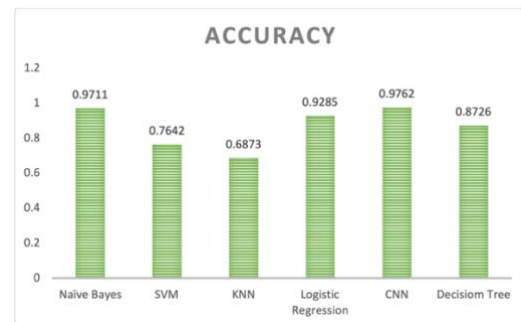 ACCURACY
1.2
1
0.8
0.6
0.4
0.2
0
0.9711
0.7642
0.6873
0.9285
0.9762
0.8726
Naïve Bayes
SVM
KNN
Logistic
Regression
CNN
Decisiom Tree